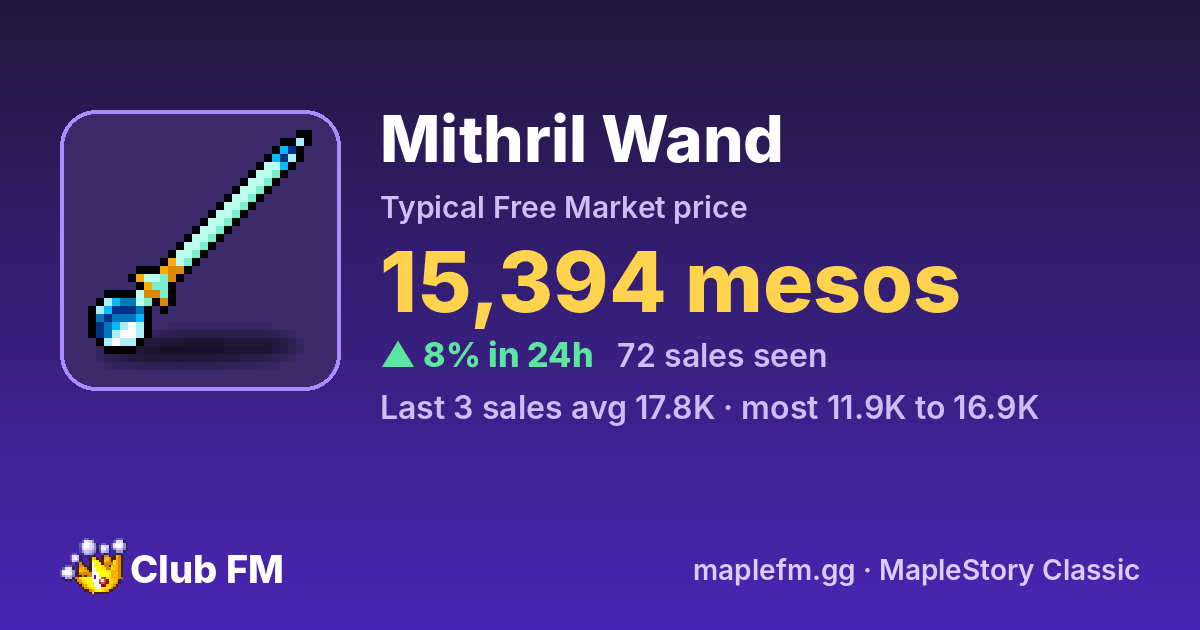 Mithril Wand
Typical Free Market price
15,394 mesos
▲ 8% in 24h 72 sales seen
Last 3 sales avg 17.8K · most 11.9K to 16.9K
Club FM
maplefm.gg · MapleStory Classic